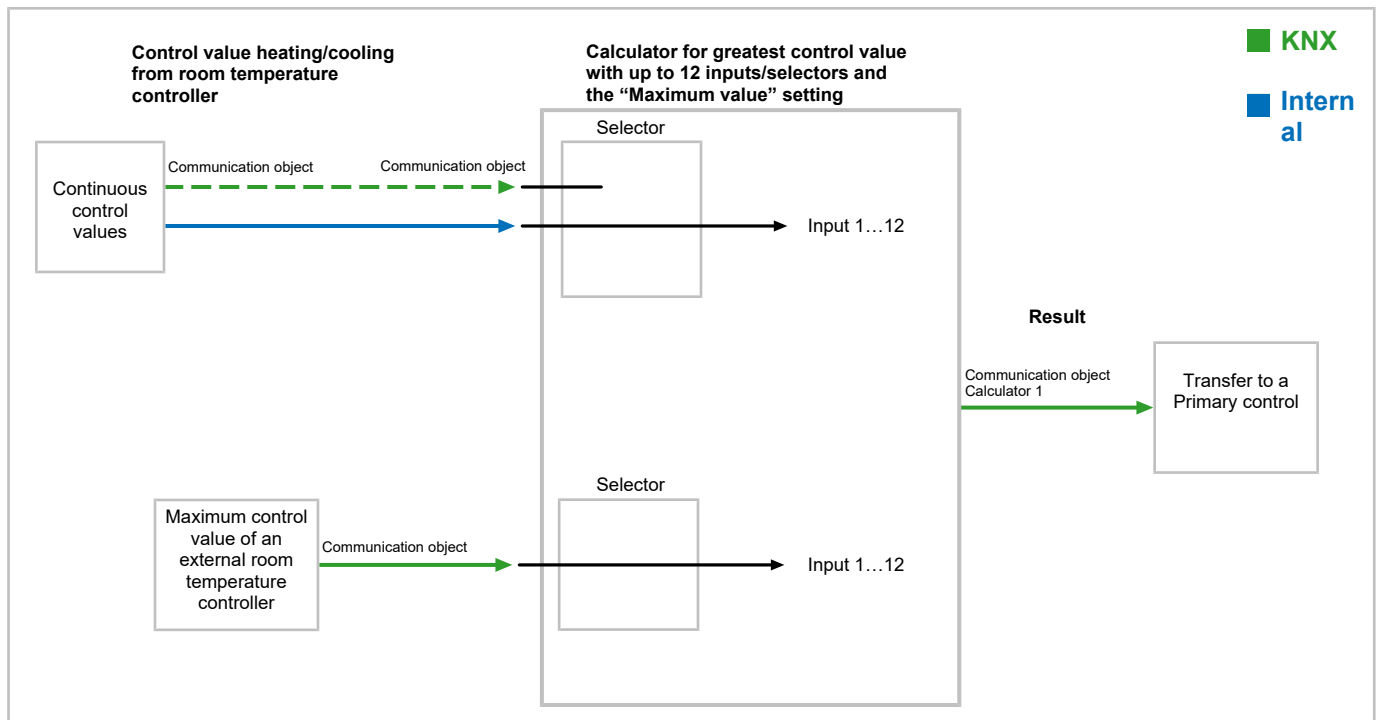 Control value heating/cooling
from room temperature
controller
Calculator for greatest control value
with up to 12 inputs/selectors and
the “Maximum value” setting
KNX
Intern
al
Selector
Communication object
Communication object
Continuous
control
values
Input 1…12
Result
Communication object
Calculator 1
Transfer to a
Primary control
Selector
Maximum control
value of an
external room
temperature
controller
Communication object
Input 1…12